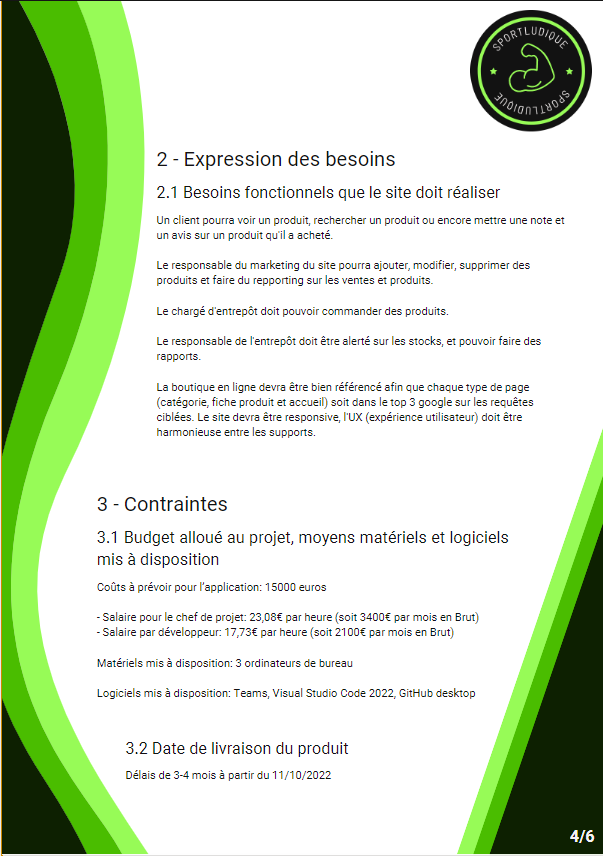 SPORTLUDIQUE
SPORTLUDIQUE
2 - Expression des besoins
2.1 Besoins fonctionnels que le site doit réaliser
Un client pourra voir un produit, rechercher un produit ou encore mettre une note et
un avis sur un produit qu'il a acheté.
Le responsable du marketing du site pourra ajouter, modifier, supprimer des
produits et faire du repporting sur les ventes et produits.
Le chargé d'entrepôt doit pouvoir commander des produits.
Le responsable de l'entrepôt doit être alerté sur les stocks, et pouvoir faire des
rapports.
La boutique en ligne devra être bien référencé afin que chaque type de page
(catégorie, fiche produit et accueil) soit dans le top 3 google sur les requêtes
ciblées. Le site devra être responsive, l'UX (expérience utilisateur) doit être
harmonieuse entre les supports.
3 - Contraintes
3.1 Budget alloué au projet, moyens matériels et logiciels
mis à disposition
Coûts à prévoir pour l'application: 15000 euros
- Salaire pour le chef de projet: 23,08€ par heure (soit 3400€ par mois en Brut)
- Salaire par développeur: 17,73€ par heure (soit 2100€ par mois en Brut)
Matériels mis à disposition: 3 ordinateurs de bureau
Logiciels mis à disposition: Teams, Visual Studio Code 2022, GitHub desktop
3.2 Date de livraison du produit
Délais de 3-4 mois à partir du 11/10/2022
4/6